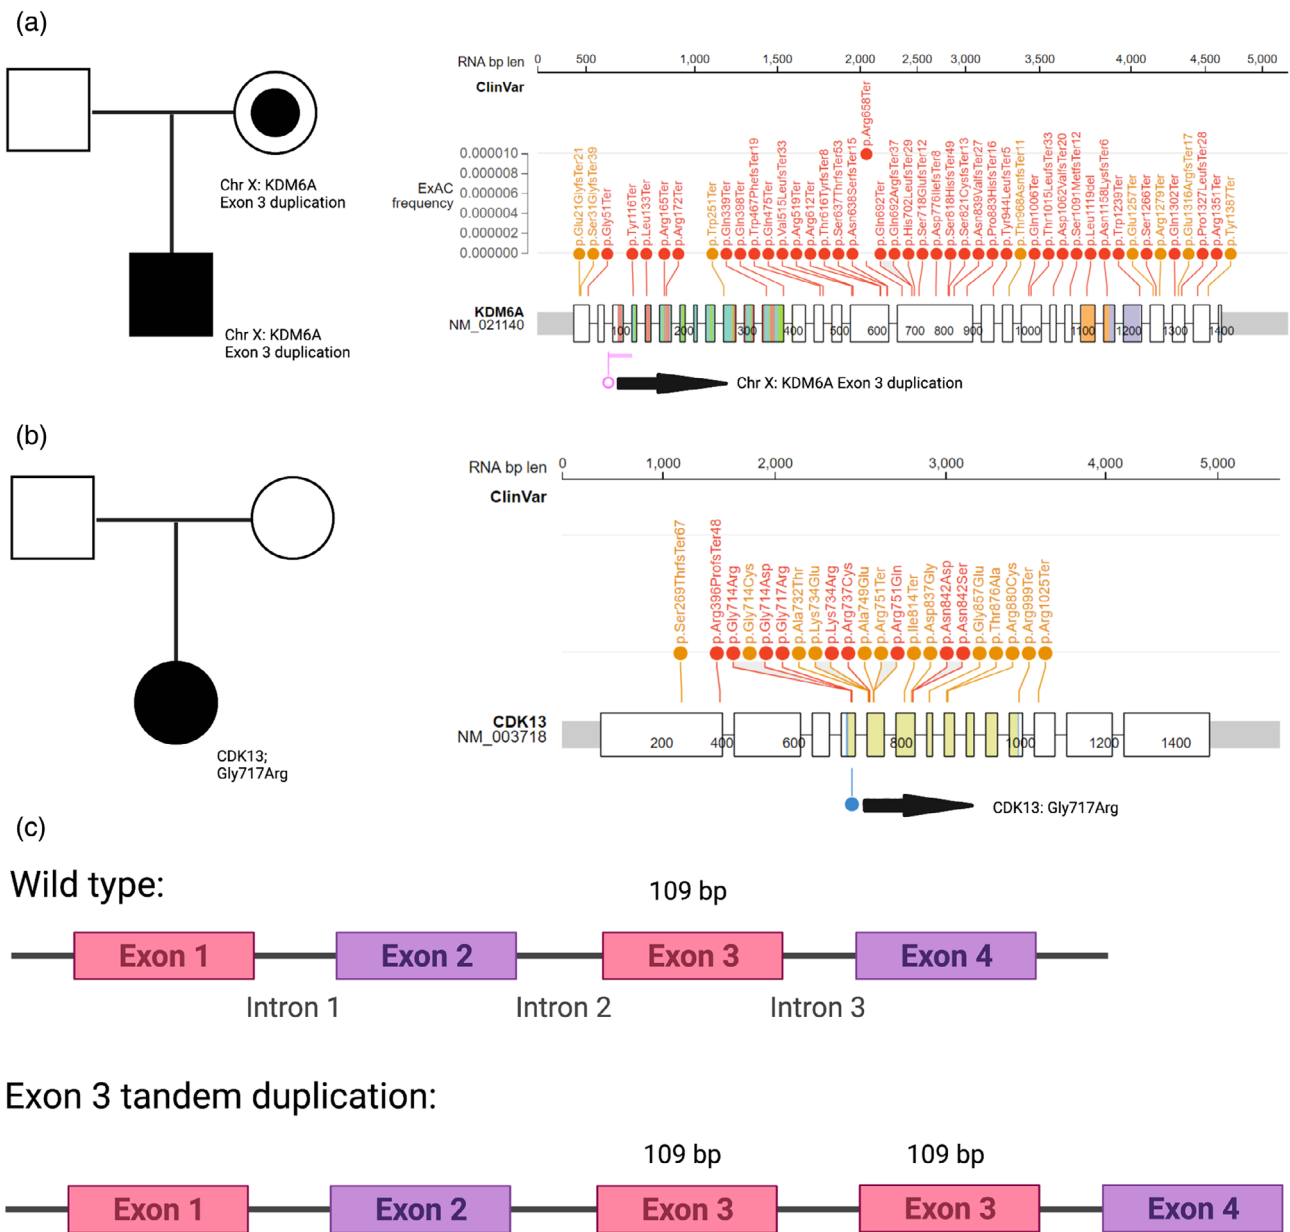 (a)
RNA bp len 0 500 1,000 1,500 2,000 2,500 3,000 3,500 4,000 4,500 5,000
ClinVar
0.000010
0.000008
0.000006
0.000004
0.000002
0.000000
ExAC
frequency
p.Glu21GlyfsTer21
p.Ser31GlyfsTer39
p.Gly51Ter
p.Tyr116Ter
p.Leu133Ter
p.Arg165Ter
p.Arg172Ter
p.Trp251Ter
p.Gln339Ter
p.Gln398Ter
p.Trp467PhefsTer19
p.Gln475Ter
p.Val515LeufsTer33
p.Arg519Ter
p.Arg612Ter
p.Thr616TyrfsTer8
p.Ser637ThrfsTer53
p.Asn638SerfsTer15
p.Arg658Ter
p.Gln692Ter
p.Gln692ArgfsTer37
p.His702LeufsTer29
p.Ser718GlufsTer12
p.Asp776IlefsTer8
p.Ser818HisfsTer49
p.Ser821CysfsTer13
p.Asn839ValfsTer27
p.Pro883HisfsTer16
p.Tyr944LeufsTer5
p.Thr968AsnfsTer11
p.Gln1006Ter
p.Thr1015LeufsTer33
p.Asp1062ValfsTer20
p.Ser1091MetfsTer12
p.Leu1119del
p.Asn1158LysfsTer6
p.Trp1239Ter
p.Glu1257Ter
p.Ser1266Ter
p.Arg1279Ter
p.Gln1302Ter
p.Glu1316ArgfsTer17
p.Pro1327LeufsTer28
p.Arg1351Ter
p.Tyr1387Ter
Chr X: KDM6A
Exon 3 duplication
Chr X: KDM6A
Exon 3 duplication
KDM6A
NM_021140
100 200 300 400 500 600 700 800 900 1000 1100 1200 1300 1400
Chr X: KDM6A Exon 3 duplication
(b)
RNA bp len 0 1,000 2,000 3,000 4,000 5,000
ClinVar
p.Ser269ThrfsTer67
p.Arg396ProfsTer48
p.Gly714Arg
p.Gly714Cys
p.Gly714Asp
p.Gly717Arg
p.Ala732Thr
p.Lys734Glu
p.Lys734Arg
p.Arg737Cys
p.Ala749Glu
p.Arg751Ter
p.Arg751Gln
p.Ile814Ter
p.Asp837Gly
p.Asn842Asp
p.Asn842Ser
p.Gly857Glu
p.Thr876Ala
p.Arg880Cys
p.Arg999Ter
p.Arg1025Ter
CDK13
NM_003718
200 400 600 800 1000 1200 1400
CDK13;
Gly717Arg
CDK13: Gly717Arg
(c)
Wild type:
109 bp
Exon 1 Exon 2 Exon 3 Exon 4
Intron 1 Intron 2 Intron 3
Exon 3 tandem duplication:
109 bp 109 bp
Exon 1 Exon 2 Exon 3 Exon 3 Exon 4